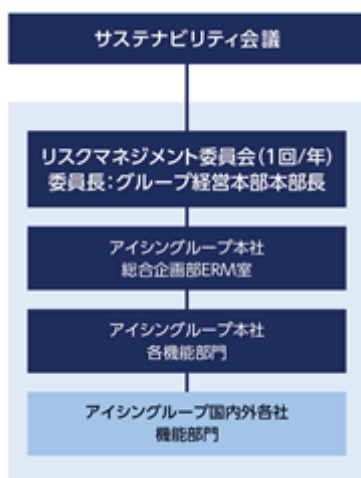 サステナビリティ会議
リスクマネジメント委員会(1回/年)
委員長:グループ経営本部本部長
アイシングループ本社
総合企画部ERM室
アイシングループ本社
各機能部門
アイシングループ国内外各社
機能部門